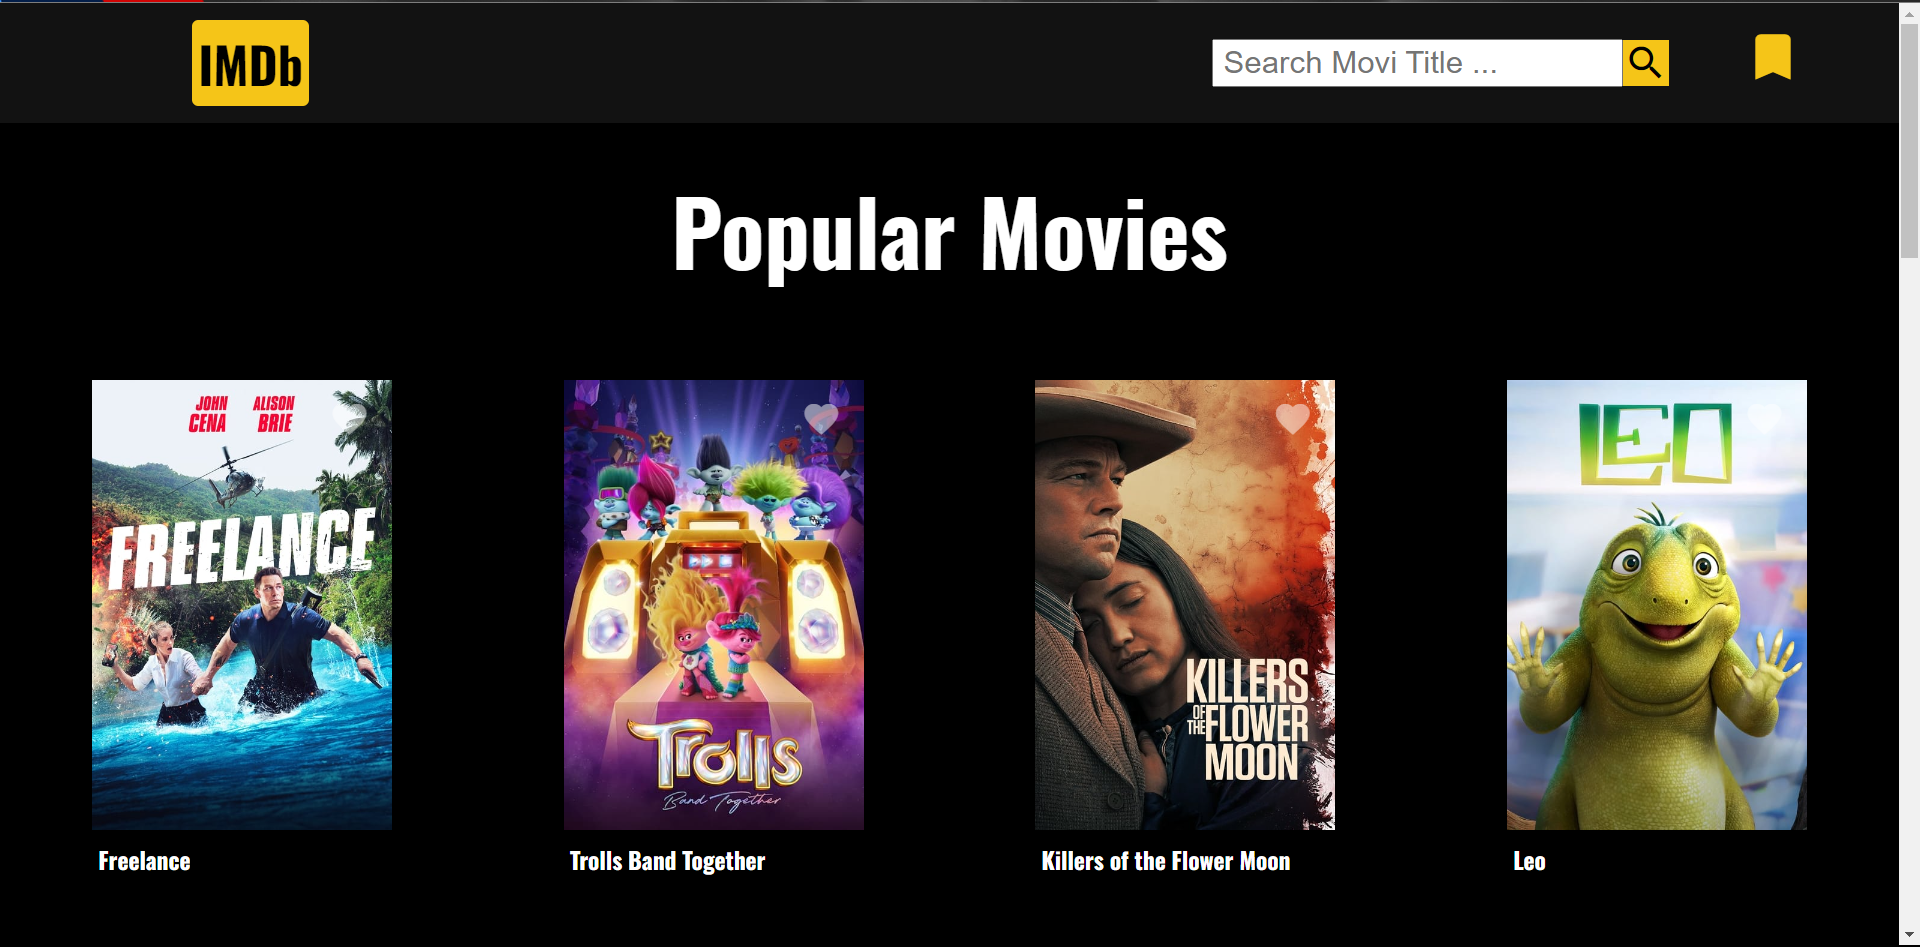 IMDb
Search Movi Title ...
Popular Movies
JOHN CENA
ALISON BRIE
FREELANCE
Trolls
Band Together
KILLERS
OF THE FLOWER
MOON
LEO
Freelance
Trolls Band Together
Killers of the Flower Moon
Leo